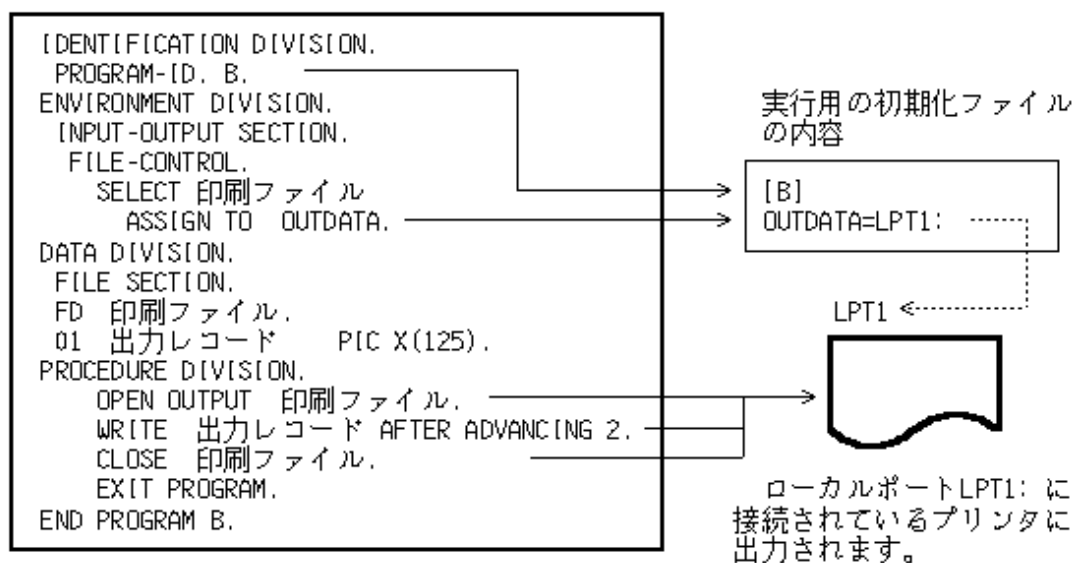 IDENTIFICATION DIVISION.
PROGRAM-ID. B.
ENVIRONMENT DIVISION.
INPUT-OUTPUT SECTION.
FILE-CONTROL.
SELECT 印刷ファイル
ASSIGN TO OUTDATA.
DATA DIVISION.
FILE SECTION.
FD 印刷ファイル.
01 出力レコード PIC X(125).
PROCEDURE DIVISION.
OPEN OUTPUT 印刷ファイル.
WRITE 出力レコード AFTER ADVANCING 2.
CLOSE 印刷ファイル.
EXIT PROGRAM.
END PROGRAM B.
実行用の初期化ファイル
の内容
[B]
OUTDATA=LPT1:
LPT1
ローカルポートLPT1: に
接続されているプリンタに
出力されます。